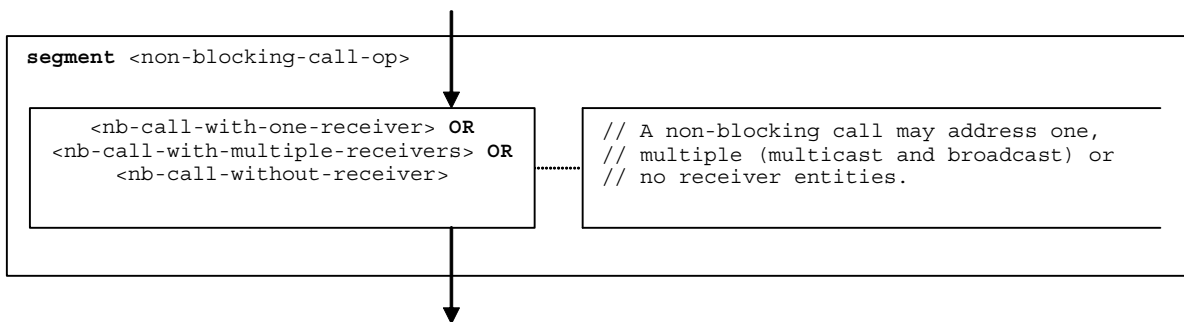 segment <non-blocking-call-op>
<nb-call-with-one-receiver> OR
<nb-call-with-multiple-receivers> OR
<nb-call-without-receiver>
// A non-blocking call may address one,
// multiple (multicast and broadcast) or
// no receiver entities.